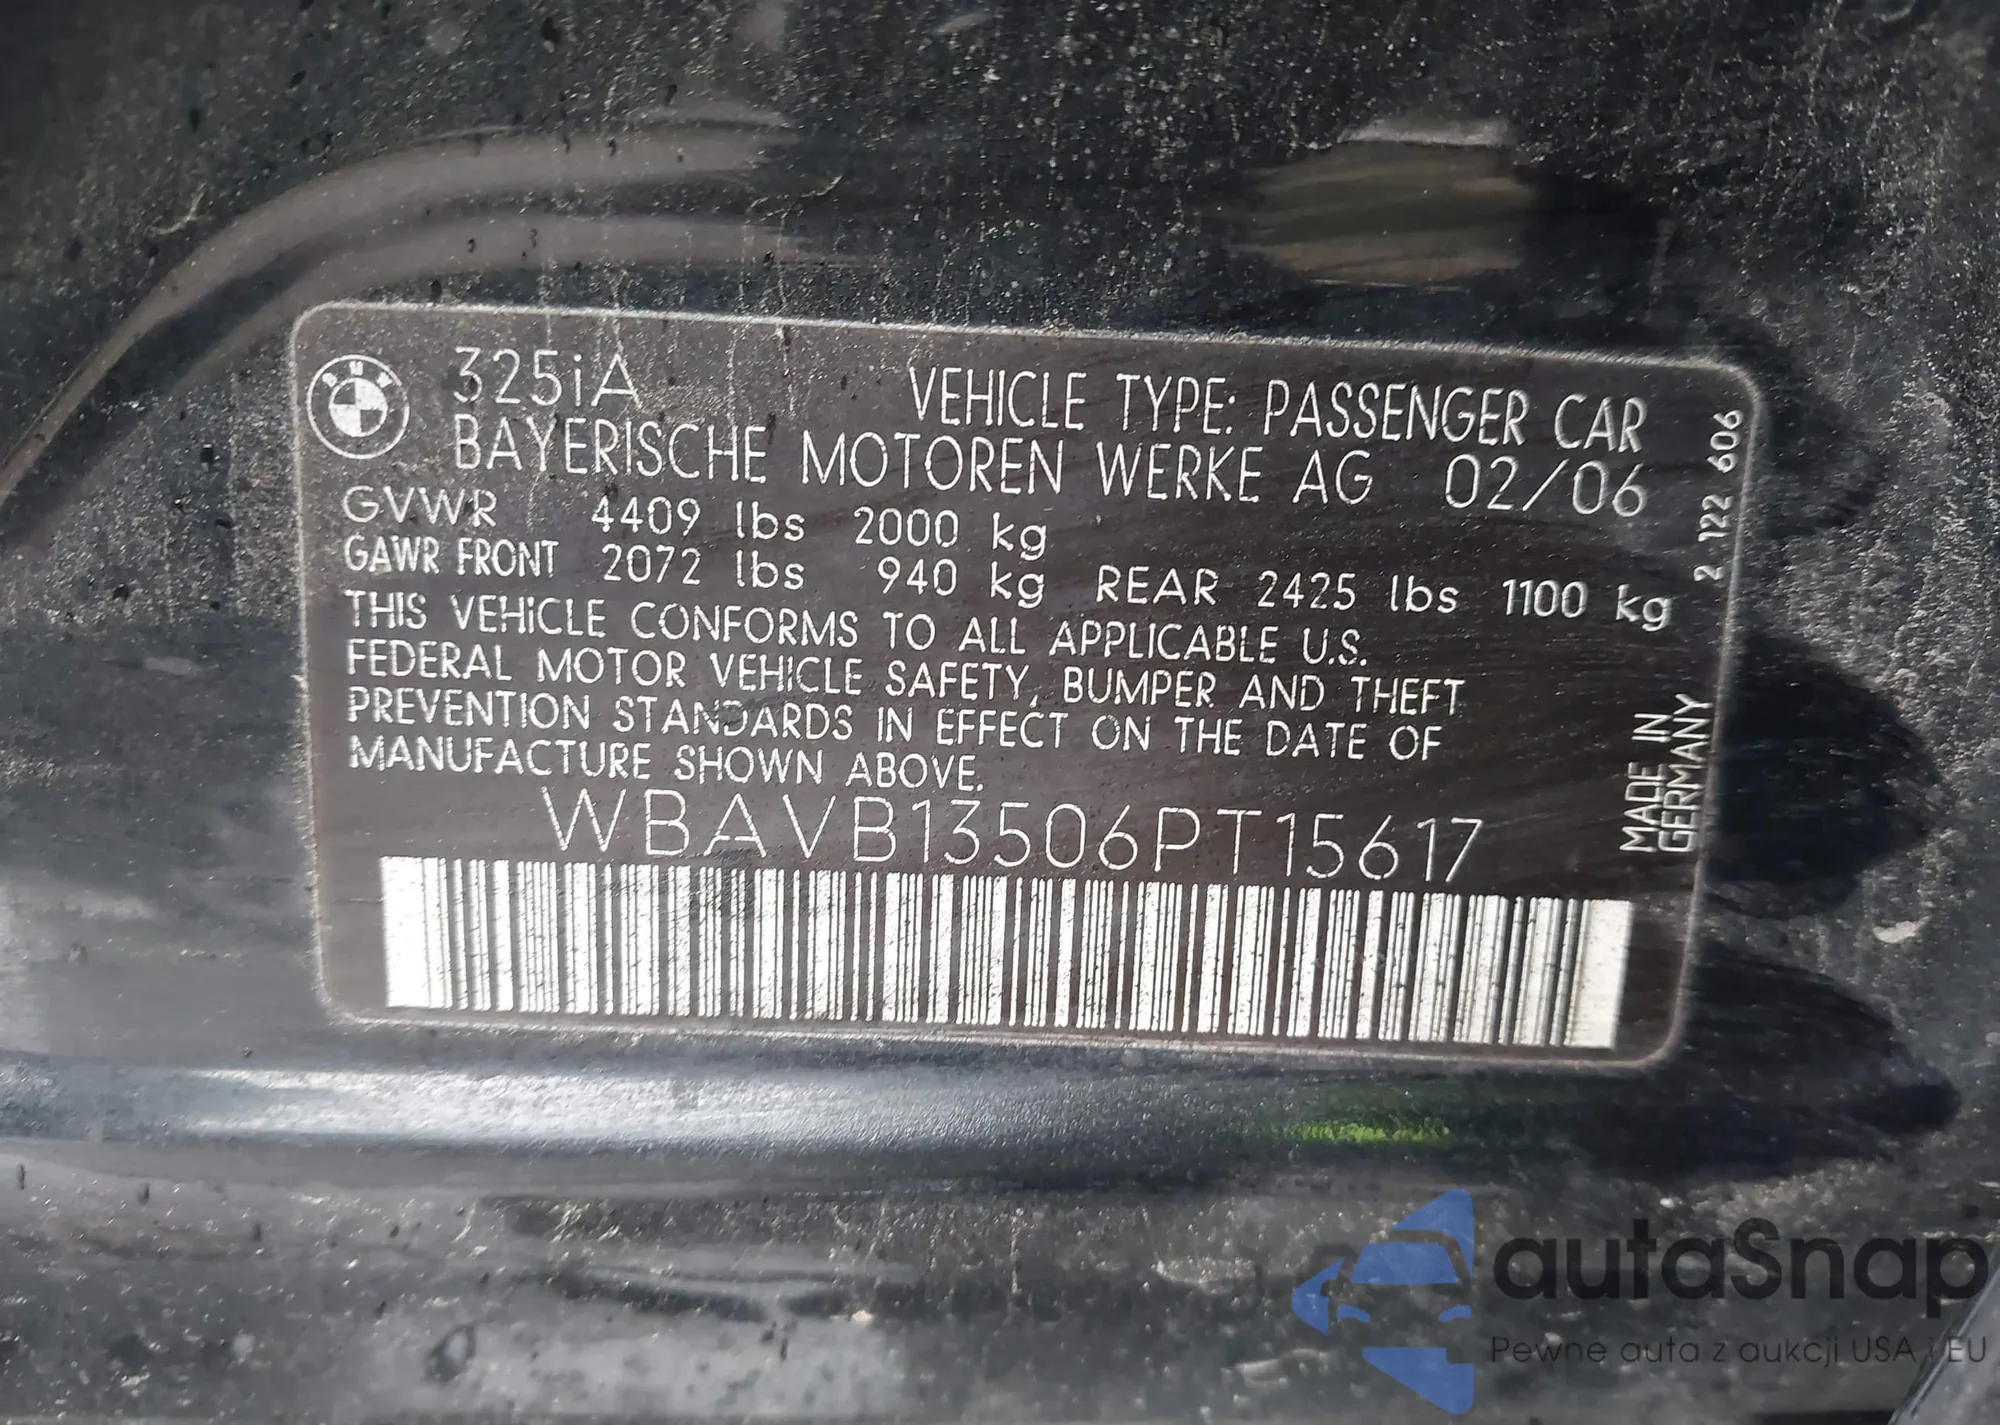 BMW
325iA VEHICLE TYPE: PASSENGER CAR
BAYERISCHE MOTOREN WERKE AG 02/06
GVWR 4409 lbs 2000 kg
GAWR FRONT 2072 lbs 940 kg REAR 2425 lbs 1100 kg
THIS VEHICLE CONFORMS TO ALL APPLICABLE U.S.
FEDERAL MOTOR VEHICLE SAFETY, BUMPER AND THEFT
PREVENTION STANDARDS IN EFFECT ON THE DATE OF
MANUFACTURE SHOWN ABOVE.
WBAVB13506PT15617
2 122 606
MADE IN
GERMANY
autaSnap
Pewne auta z aukcji USA i EU